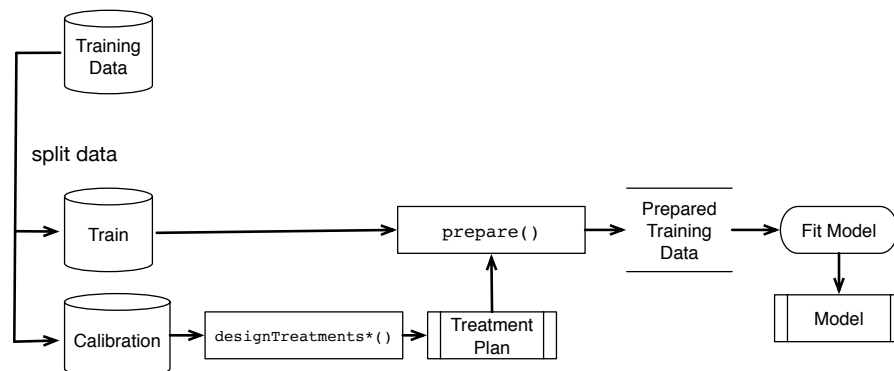 Training
Data
split data
Train
prepare()
Prepared
Training
Data
Fit Model
Calibration
designTreatments*()
Treatment
Plan
Model